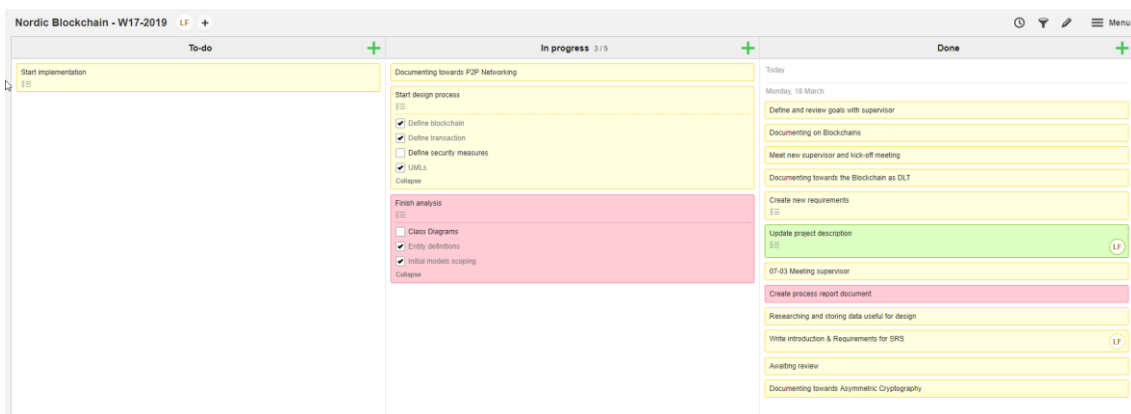 Nordic Blockchain - W17-2019 LF +
Menu
To-do
Start implementation
In progress 3/5
Documenting towards P2P Networking
Start design process
Define blockchain
Define transaction
Define security measures
UMLs
Collapse
Finish analysis
Class Diagrams
Entity definitions
Initial models scoping
Collapse
Done
Today
Monday, 18 March
Define and review goals with supervisor
Documenting on Blockchains
Meet new supervisor and kick-off meeting
Documenting towards the Blockchain as DLT
Create new requirements
Update project description
LF
07-03 Meeting supervisor
Create process report document
Researching and storing data useful for design
Write introduction & Requirements for SRS
LF
Awaiting review
Documenting towards Asymmetric Cryptography